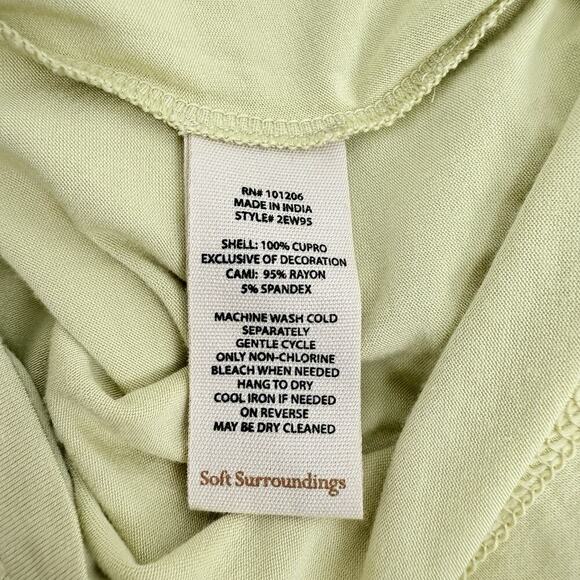 RN# 101206
MADE IN INDIA
STYLE# 2EW95
SHELL: 100% CUPRO
EXCLUSIVE OF DECORATION
CAMI: 95% RAYON
5% SPANDEX
MACHINE WASH COLD
SEPARATELY
GENTLE CYCLE
ONLY NON-CHLORINE
BLEACH WHEN NEEDED
HANG TO DRY
COOL IRON IF NEEDED
ON REVERSE
MAY BE DRY CLEANED
Soft Surroundings